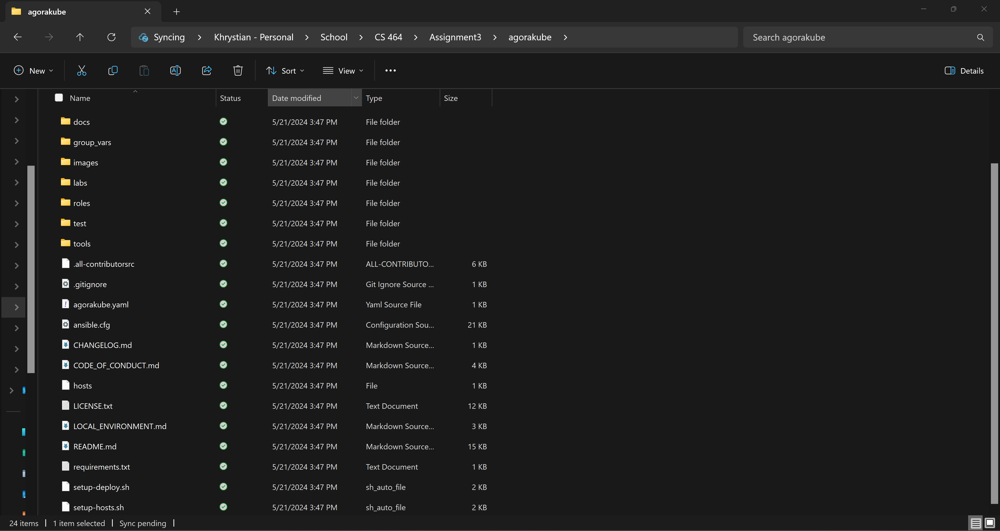 agorakube
Syncing > Khrystian - Personal > School > CS 464 > Assignment3 > agorakube >
Search agorakube
New Sort View Details
Name Status Date modified Type Size
docs 5/21/2024 3:47 PM File folder
group_vars 5/21/2024 3:47 PM File folder
images 5/21/2024 3:47 PM File folder
labs 5/21/2024 3:47 PM File folder
roles 5/21/2024 3:47 PM File folder
test 5/21/2024 3:47 PM File folder
tools 5/21/2024 3:47 PM File folder
.all-contributorsrc 5/21/2024 3:47 PM ALL-CONTRIBUTO... 6 KB
.gitignore 5/21/2024 3:47 PM Git Ignore Source ... 1 KB
agorakube.yaml 5/21/2024 3:47 PM Yaml Source File 1 KB
ansible.cfg 5/21/2024 3:47 PM Configuration Sou... 21 KB
CHANGELOG.md 5/21/2024 3:47 PM Markdown Source... 1 KB
CODE_OF_CONDUCT.md 5/21/2024 3:47 PM Markdown Source... 4 KB
hosts 5/21/2024 3:47 PM File 1 KB
LICENSE.txt 5/21/2024 3:47 PM Text Document 12 KB
LOCAL_ENVIRONMENT.md 5/21/2024 3:47 PM Markdown Source... 3 KB
README.md 5/21/2024 3:47 PM Markdown Source... 15 KB
requirements.txt 5/21/2024 3:47 PM Text Document 1 KB
setup-deploy.sh 5/21/2024 3:47 PM sh_auto_file 2 KB
setup-hosts.sh 5/21/2024 3:47 PM sh_auto_file 2 KB
24 items | 1 item selected | Sync pending |